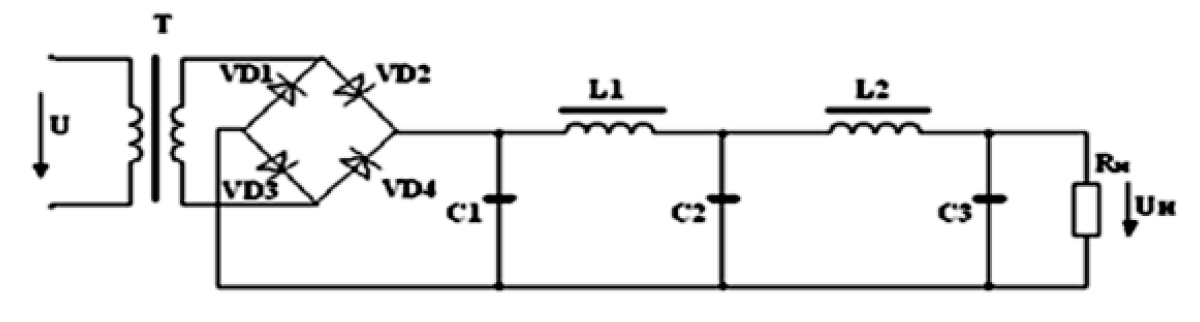 T
VD1
VD2
U
L1
L2
VD3
VD4
C1
C2
C3
Rн
Uн